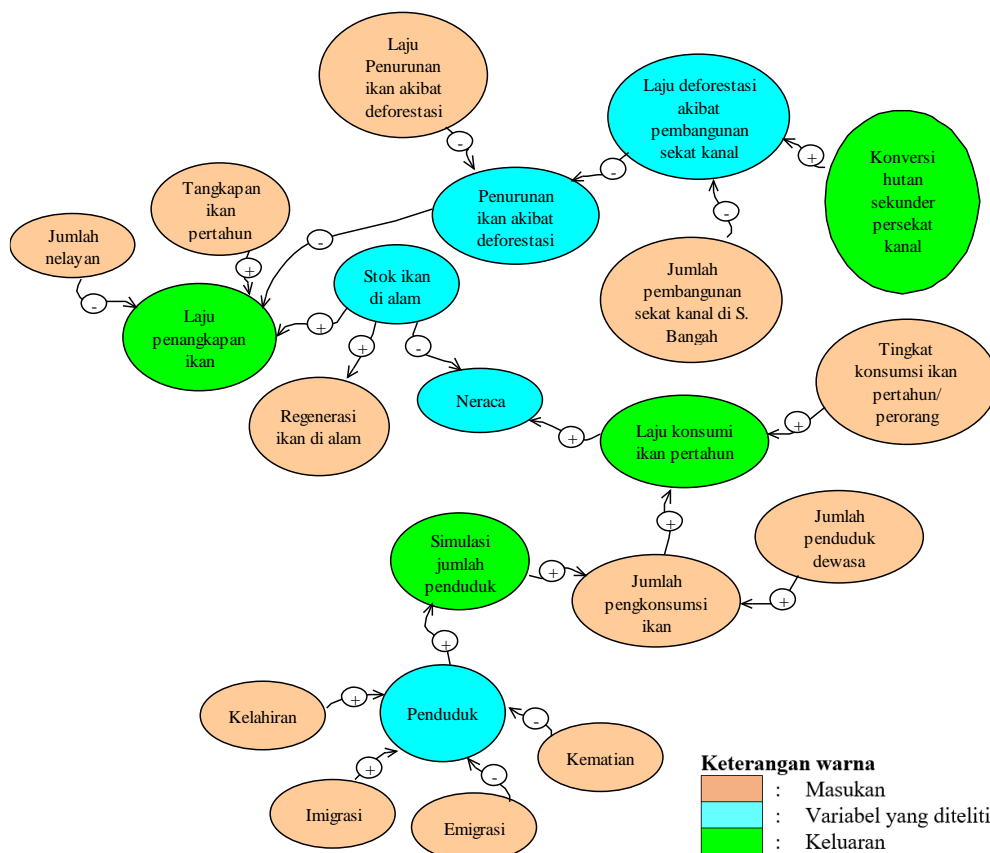 Laju
Penurunan
ikan akibat
deforestasi
Laju deforestasi
akibat
pembangunan
sekat kanal
Konversi
hutan
sekunder
persekat
kanal
-
+
-
Tangkapan
ikan
pertahun
Penurunan
ikan akibat
deforestasi
-
Jumlah
nelayan
-
+
Stok ikan
di alam
Jumlah
pembangunan
sekat kanal di S.
Bangah
-
Laju
penangkapan
ikan
+
+
-
Tingkat
konsumsi ikan
pertahun/
perorang
Regenerasi
ikan di alam
Neraca
+
Laju konsumi
ikan pertahun
+
+
Simulasi
jumlah
penduduk
+
Jumlah
pengkonsumsi
ikan
Jumlah
penduduk
dewasa
+
+
Kelahiran
+
Penduduk
-
Kematian
+
-
Imigrasi
Emigrasi
Keterangan warna
: Masukan
: Variabel yang diteliti
: Keluaran